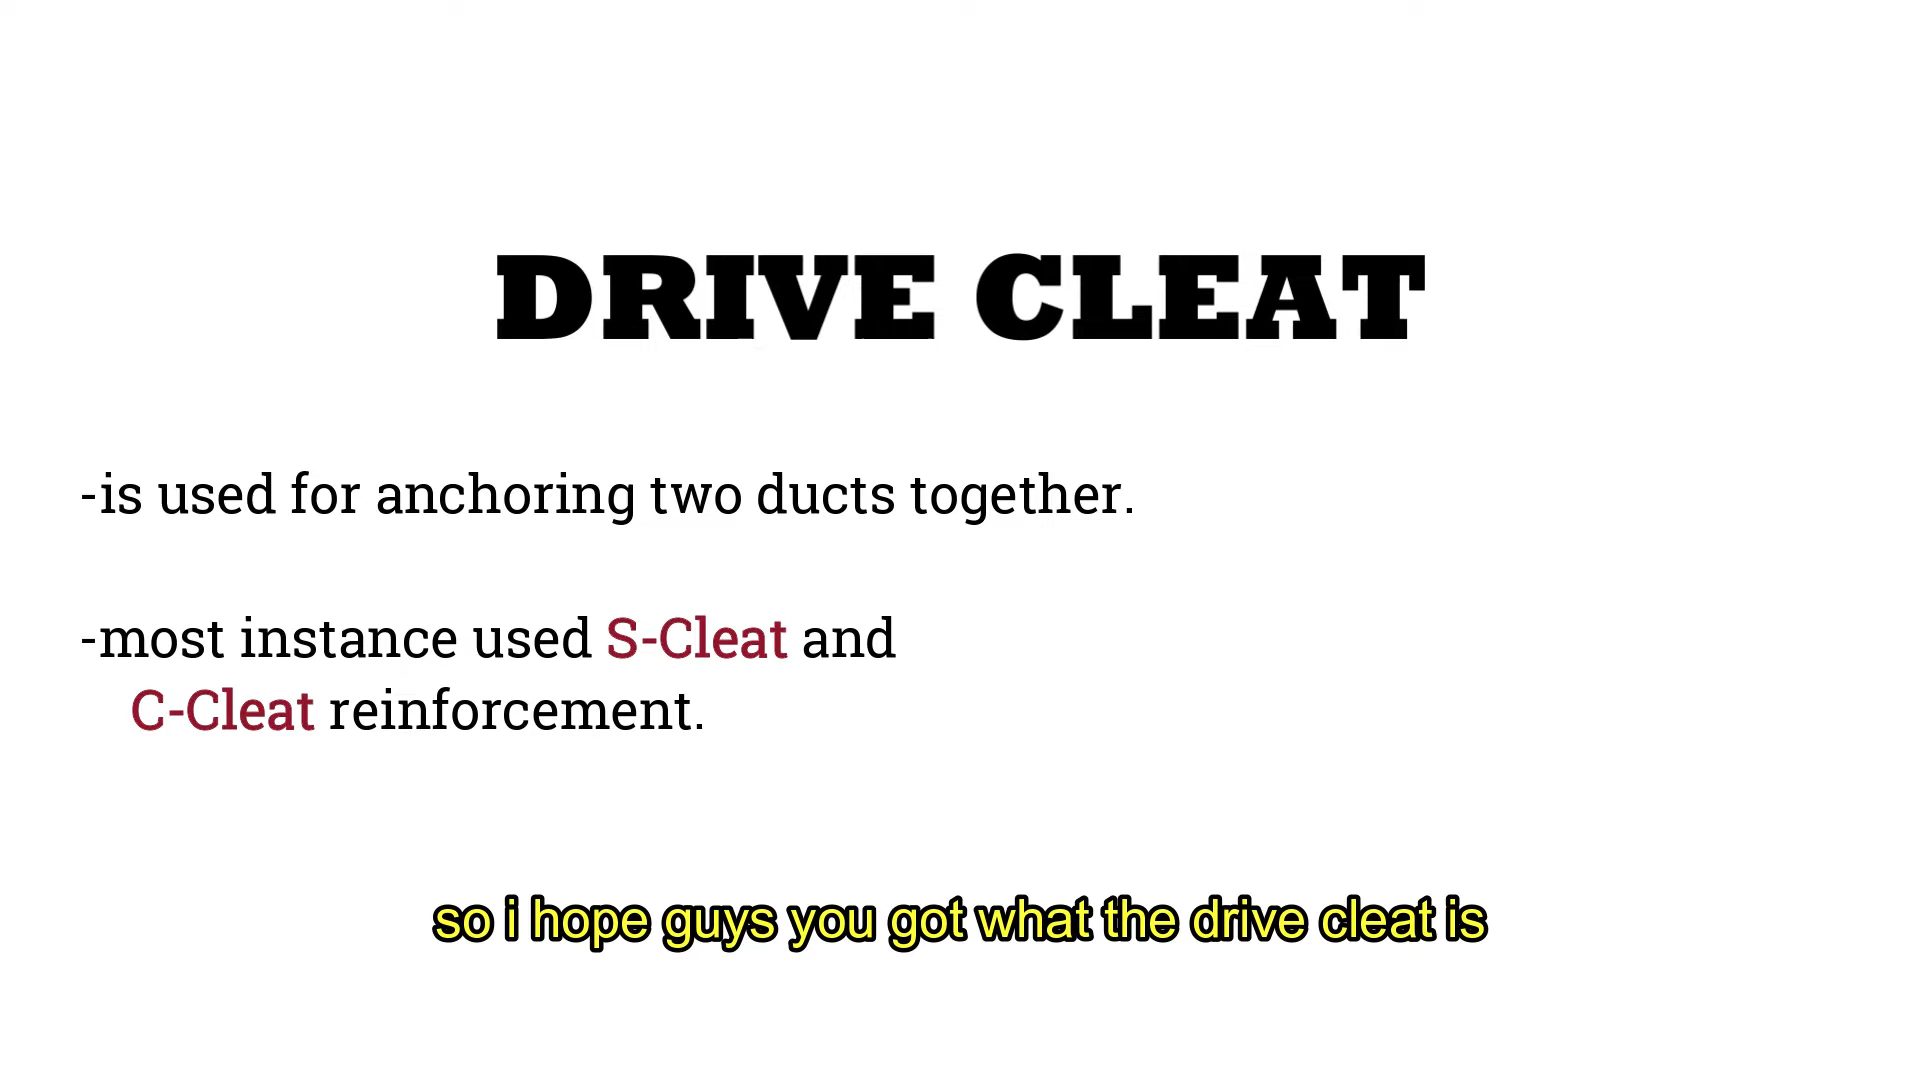 DRIVE CLEAT
-is used for anchoring two ducts together.
-most instance used S-Cleat and
C-Cleat reinforcement.
so i hope guys you got what the drive cleat is